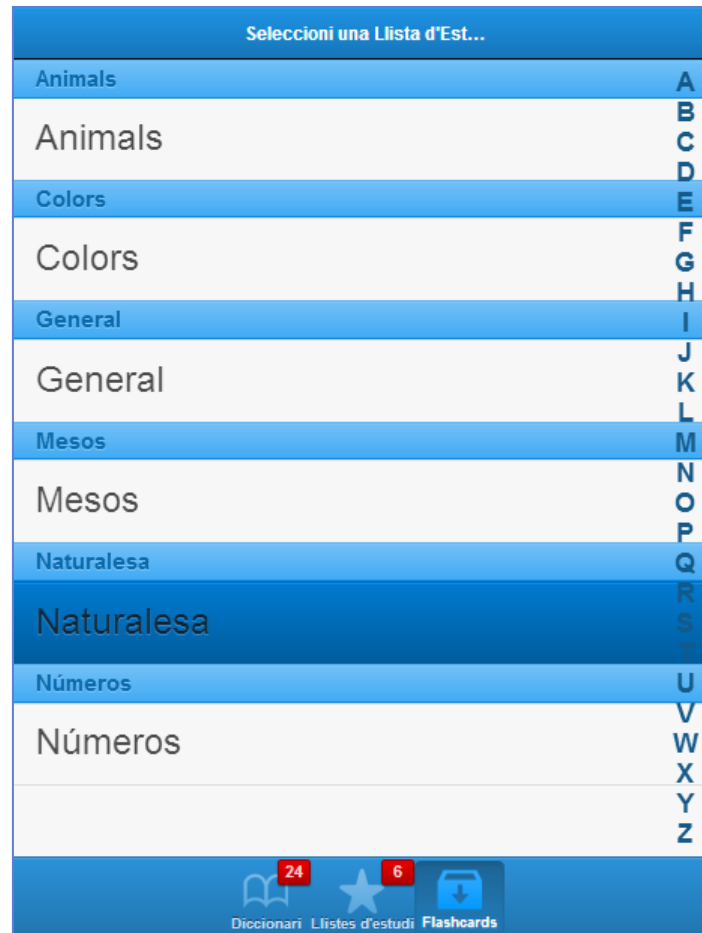 Seleccioni una Llista d'Est...
Animals
Animals
Colors
Colors
General
General
Mesos
Mesos
Naturalesa
Naturalesa
Números
Números
A
B
C
D
E
F
G
H
I
J
K
L
M
N
O
P
Q
R
S
T
U
V
W
X
Y
Z
24
6
Diccionari Llistes d'estudi Flashcards